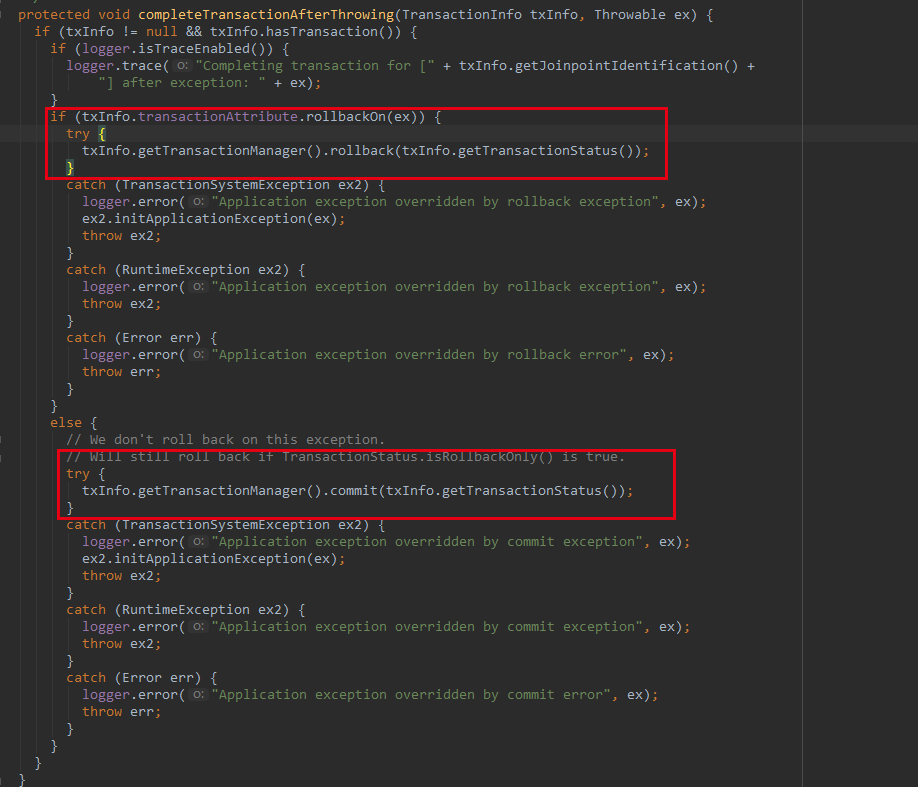 protected void completeTransactionAfterThrowing(TransactionInfo txInfo, Throwable ex) {
  if (txInfo != null && txInfo.hasTransaction()) {
    if (logger.isTraceEnabled()) {
      logger.trace( o: "Completing transaction for [" + txInfo.getJoinpointIdentification() +
          "] after exception: " + ex);
    }
    if (txInfo.transactionAttribute.rollbackOn(ex)) {
      try {
        txInfo.getTransactionManager().rollback(txInfo.getTransactionStatus());
      }
      catch (TransactionSystemException ex2) {
        logger.error( o: "Application exception overridden by rollback exception", ex);
        ex2.initApplicationException(ex);
        throw ex2;
      }
      catch (RuntimeException ex2) {
        logger.error( o: "Application exception overridden by rollback exception", ex);
        throw ex2;
      }
      catch (Error err) {
        logger.error( o: "Application exception overridden by rollback error", ex);
        throw err;
      }
    }
    else {
      // We don't roll back on this exception.
      // Will still roll back if TransactionStatus.isRollbackOnly() is true.
      try {
        txInfo.getTransactionManager().commit(txInfo.getTransactionStatus());
      }
      catch (TransactionSystemException ex2) {
        logger.error( o: "Application exception overridden by commit exception", ex);
        ex2.initApplicationException(ex);
        throw ex2;
      }
      catch (RuntimeException ex2) {
        logger.error( o: "Application exception overridden by commit exception", ex);
        throw ex2;
      }
      catch (Error err) {
        logger.error( o: "Application exception overridden by commit error", ex);
        throw err;
      }
    }
  }
}